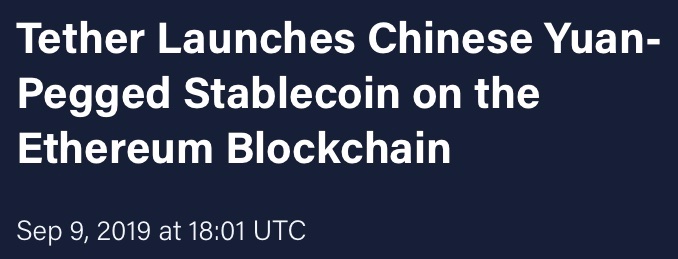 Tether Launches Chinese Yuan-
Pegged Stablecoin on the
Ethereum Blockchain
Sep 9, 2019 at 18:01 UTC